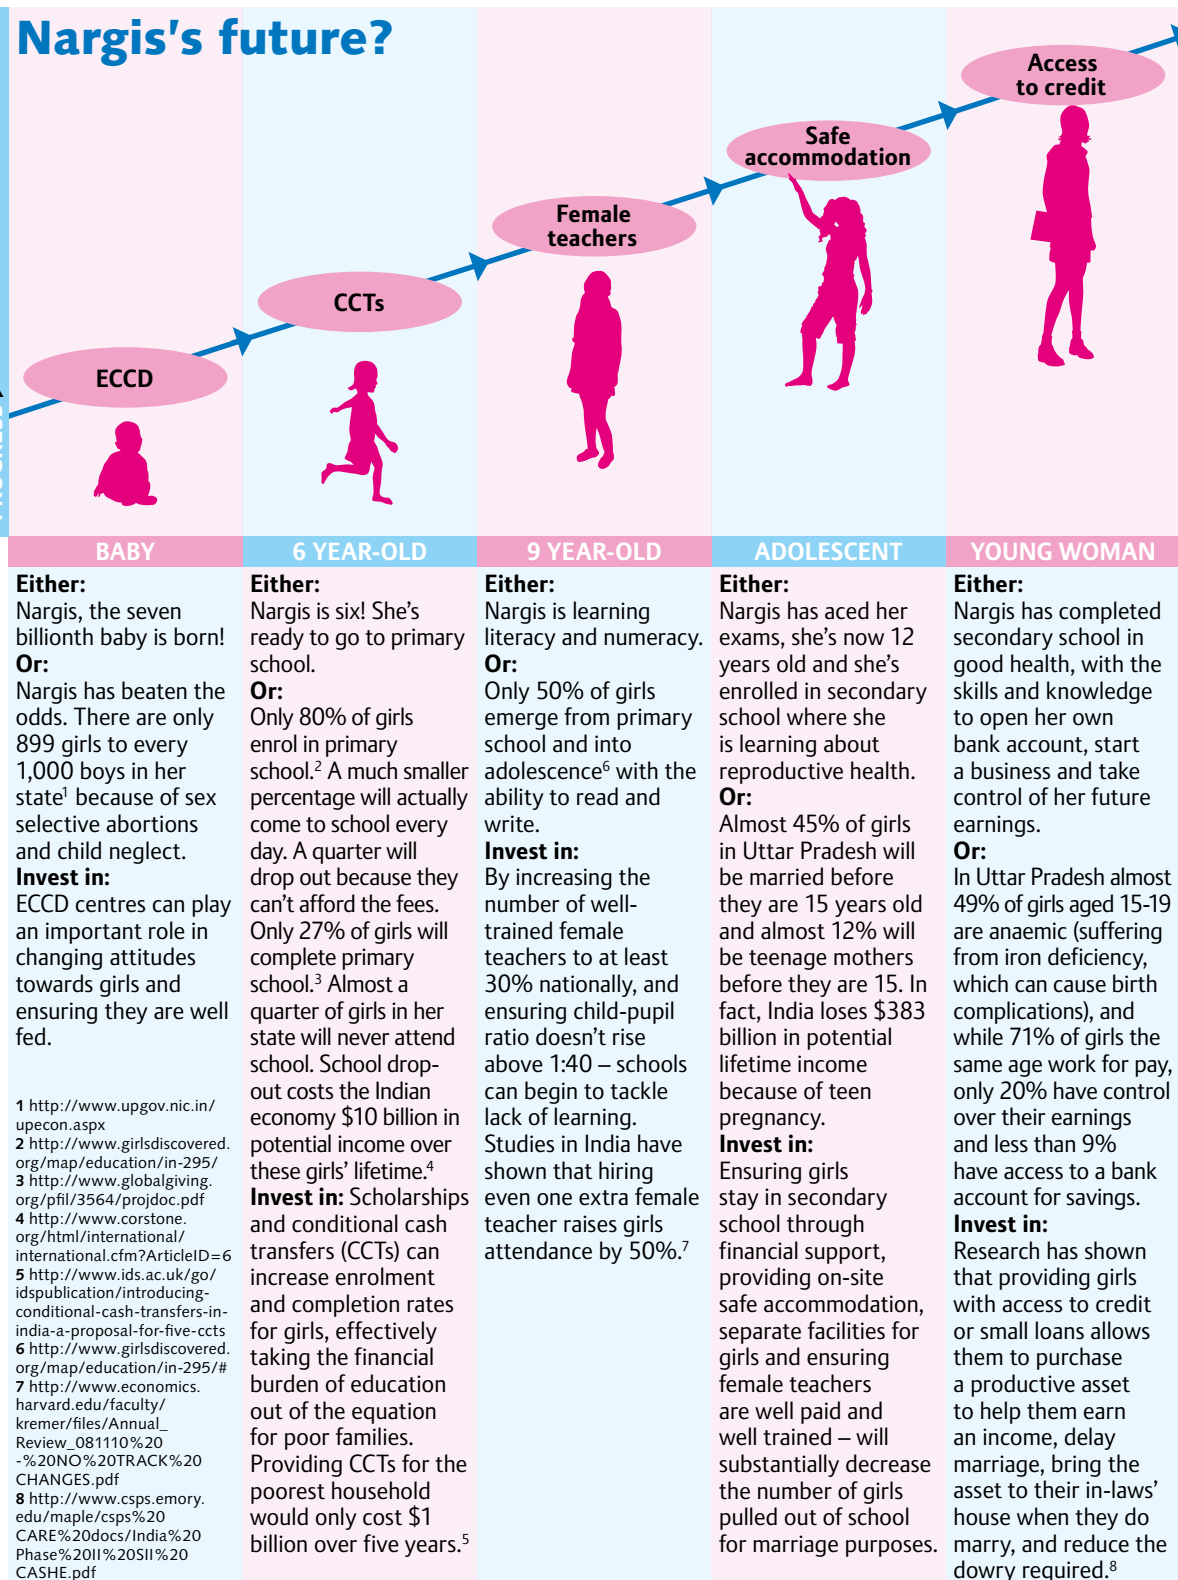 Nargis's future?
Access
to credit
Safe
accommodation
Female
teachers
CCTs
ECCD
PROGRESS
BABY
Either:
Nargis, the seven
billionth baby is born!
Or:
Nargis has beaten the
odds. There are only
899 girls to every
1,000 boys in her
state¹ because of sex
selective abortions
and child neglect.
Invest in:
ECCD centres can play
an important role in
changing attitudes
towards girls and
ensuring they are well
fed.
1 http://www.upgov.nic.in/
upecon.aspx
2 http://www.girlsdiscovered.
org/map/education/in-295/
3 http://www.globalgiving.
org/pfil/3564/projdoc.pdf
4 http://www.corstone.
org/html/international/
international.cfm?ArticleID=6
5 http://www.ids.ac.uk/go/
idspublication/introducing-
conditional-cash-transfers-in-
india-a-proposal-for-five-ccts
6 http://www.girlsdiscovered.
org/map/education/in-295/#
7 http://www.economics.
harvard.edu/faculty/
kremer/files/Annual_
Review_081110%20
-%20NO%20TRACK%20
CHANGES.pdf
8 http://www.csps.emory.
edu/maple/csps%20
CARE%20docs/India%20
Phase%20II%20SII%20
CASHE.pdf
6 YEAR-OLD
Either:
Nargis is six! She's
ready to go to primary
school.
Or:
Only 80% of girls
enrol in primary
school.² A much smaller
percentage will actually
come to school every
day. A quarter will
drop out because they
can't afford the fees.
Only 27% of girls will
complete primary
school.³ Almost a
quarter of girls in her
state will never attend
school. School drop-
out costs the Indian
economy $10 billion in
potential income over
these girls' lifetime.⁴
Invest in: Scholarships
and conditional cash
transfers (CCTs) can
increase enrolment
and completion rates
for girls, effectively
taking the financial
burden of education
out of the equation
for poor families.
Providing CCTs for the
poorest household
would only cost $1
billion over five years.⁵
9 YEAR-OLD
Either:
Nargis is learning
literacy and numeracy.
Or:
Only 50% of girls
emerge from primary
school and into
adolescence⁶ with the
ability to read and
write.
Invest in:
By increasing the
number of well-
trained female
teachers to at least
30% nationally, and
ensuring child-pupil
ratio doesn't rise
above 1:40 – schools
can begin to tackle
lack of learning.
Studies in India have
shown that hiring
even one extra female
teacher raises girls
attendance by 50%.⁷
ADOLESCENT
Either:
Nargis has aced her
exams, she's now 12
years old and she's
enrolled in secondary
school where she
is learning about
reproductive health.
Or:
Almost 45% of girls
in Uttar Pradesh will
be married before
they are 15 years old
and almost 12% will
be teenage mothers
before they are 15. In
fact, India loses $383
billion in potential
lifetime income
because of teen
pregnancy.
Invest in:
Ensuring girls
stay in secondary
school through
financial support,
providing on-site
safe accommodation,
separate facilities for
girls and ensuring
female teachers
are well paid and
well trained – will
substantially decrease
the number of girls
pulled out of school
for marriage purposes.
YOUNG WOMAN
Either:
Nargis has completed
secondary school in
good health, with the
skills and knowledge
to open her own
bank account, start
a business and take
control of her future
earnings.
Or:
In Uttar Pradesh almost
49% of girls aged 15-19
are anaemic (suffering
from iron deficiency,
which can cause birth
complications), and
while 71% of girls the
same age work for pay,
only 20% have control
over their earnings
and less than 9%
have access to a bank
account for savings.
Invest in:
Research has shown
that providing girls
with access to credit
or small loans allows
them to purchase
a productive asset
to help them earn
an income, delay
marriage, bring the
asset to their in-laws'
house when they do
marry, and reduce the
dowry required.⁸